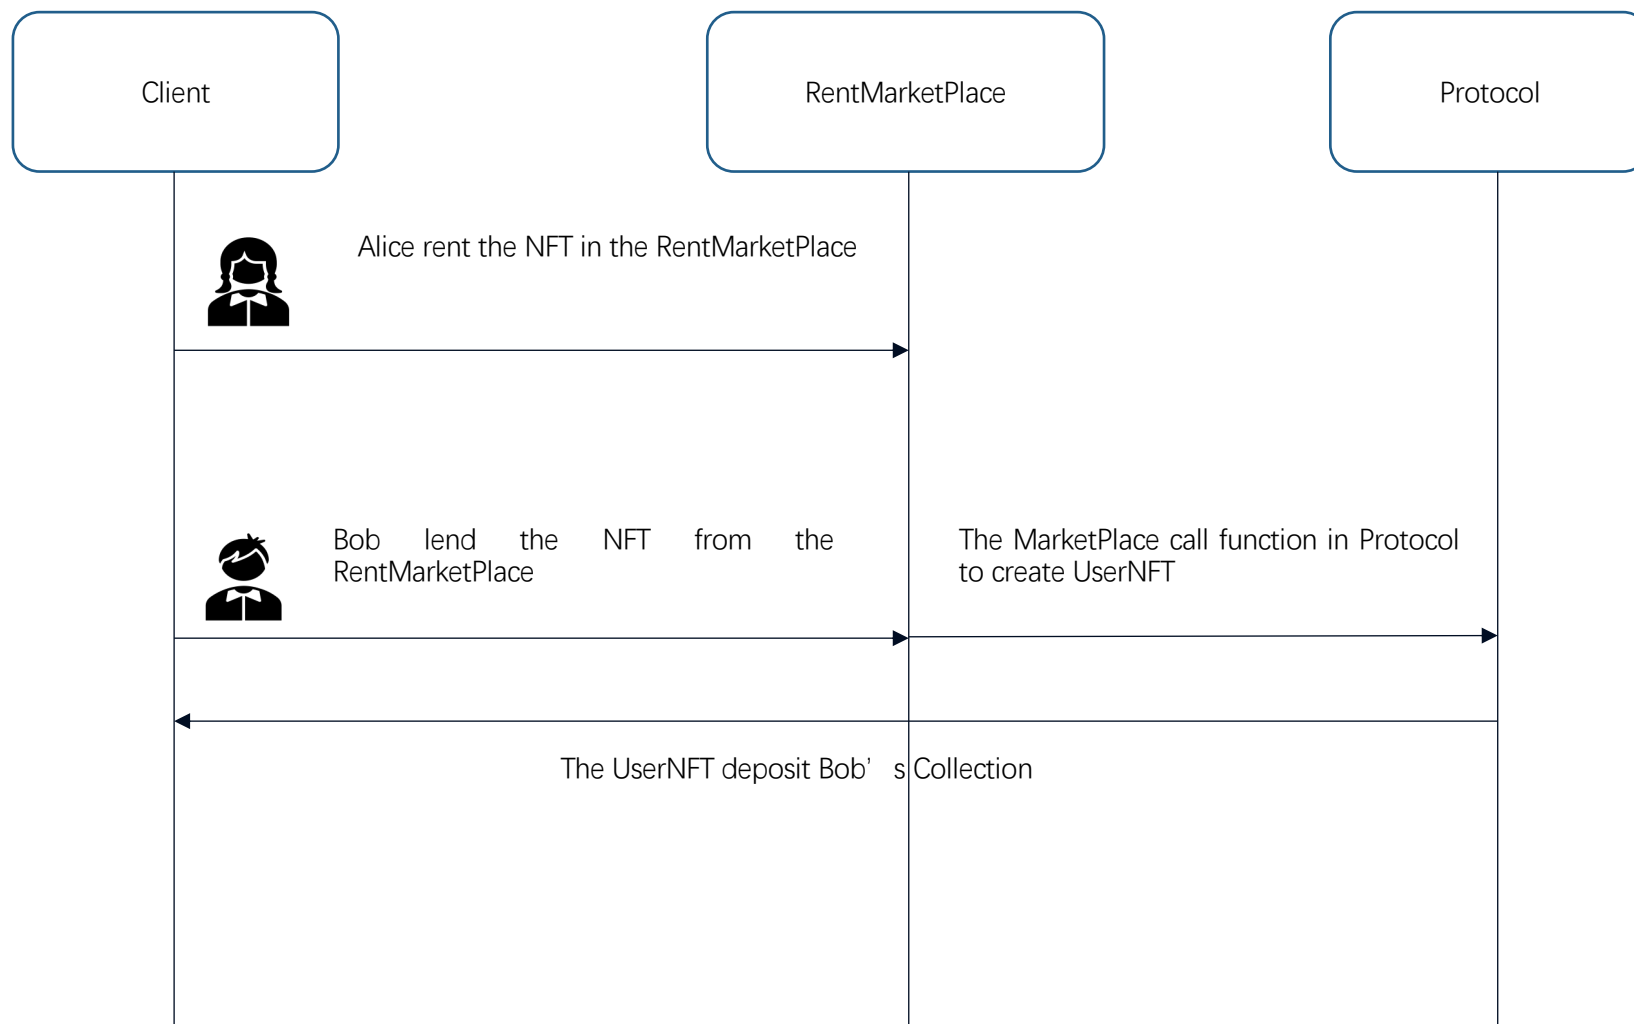 Client
RentMarketPlace
Protocol
Alice rent the NFT in the RentMarketPlace
Bob lend the NFT from the
RentMarketPlace
The MarketPlace call function in Protocol
to create UserNFT
The UserNFT deposit Bob’ s Collection